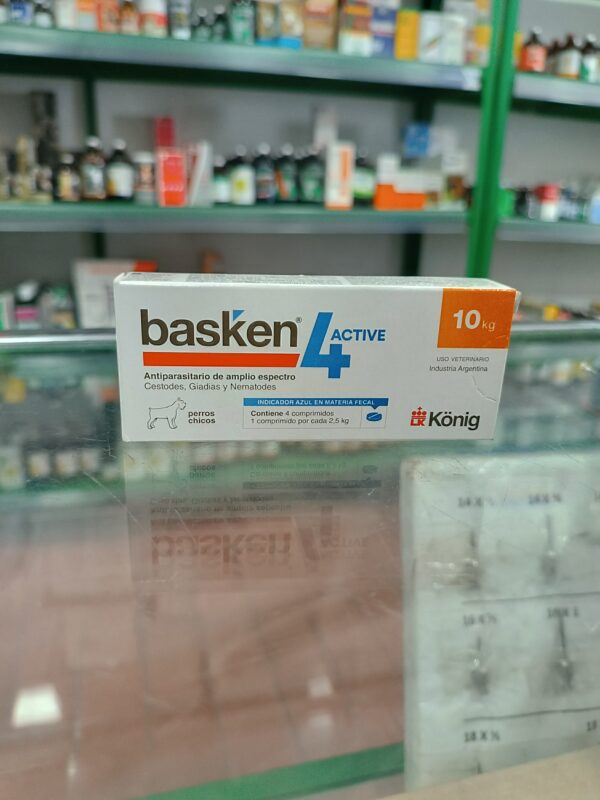 basken® 4 ACTIVE
10 kg
USO VETERINARIO
Industria Argentina
Antiparasitario de amplio espectro
Cestodes, Giadias y Nematodes
INDICADOR AZUL EN MATERIA FECAL
Contiene 4 comprimidos
1 comprimido por cada 2,5 kg
perros
chicos
König